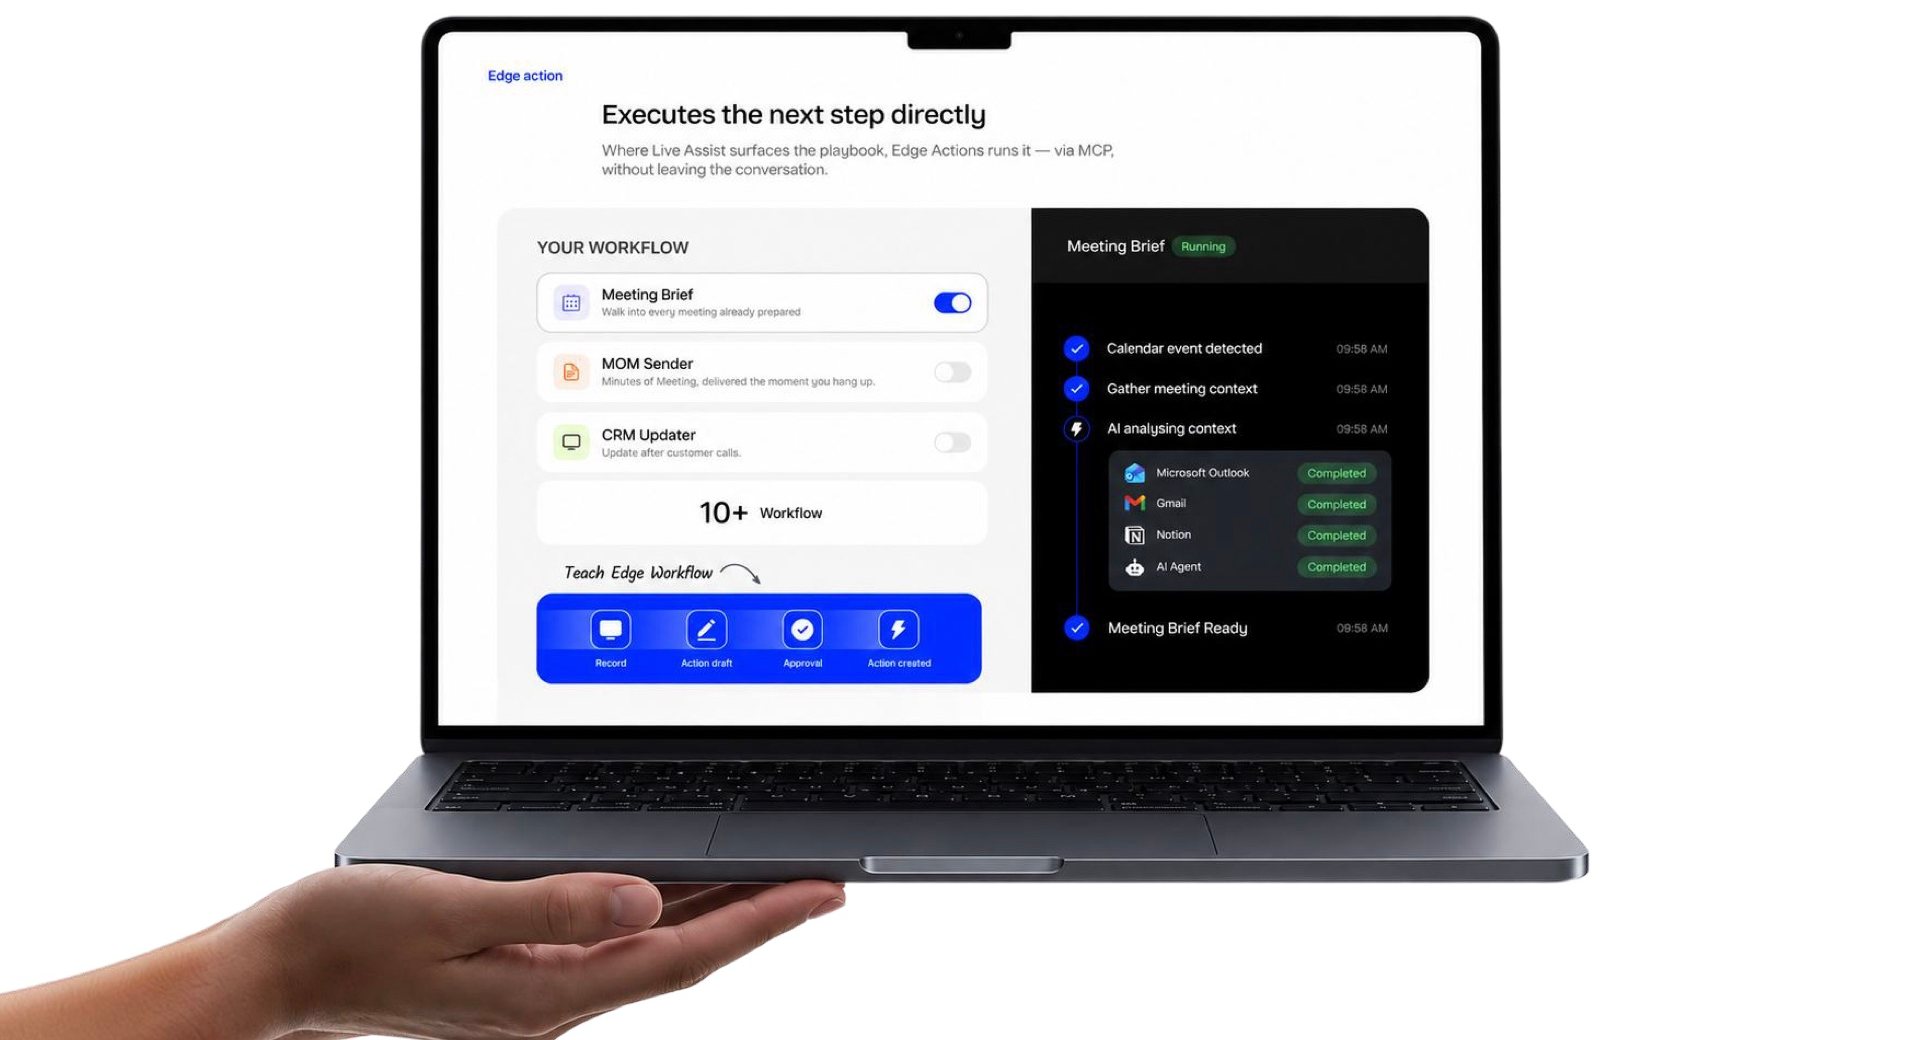 Edge action
Executes the next step directly
Where Live Assist surfaces the playbook, Edge Actions runs it — via MCP,
without leaving the conversation.
YOUR WORKFLOW
Meeting Brief
Walk into every meeting already prepared
MOM Sender
Minutes of Meeting, delivered the moment you hang up.
CRM Updater
Update after customer calls.
10+ Workflow
Teach Edge Workflow
Record
Action draft
Approval
Action created
Meeting Brief Running
Calendar event detected 09:58 AM
Gather meeting context 09:58 AM
AI analysing context 09:58 AM
Microsoft Outlook Completed
Gmail Completed
Notion Completed
AI Agent Completed
Meeting Brief Ready 09:58 AM